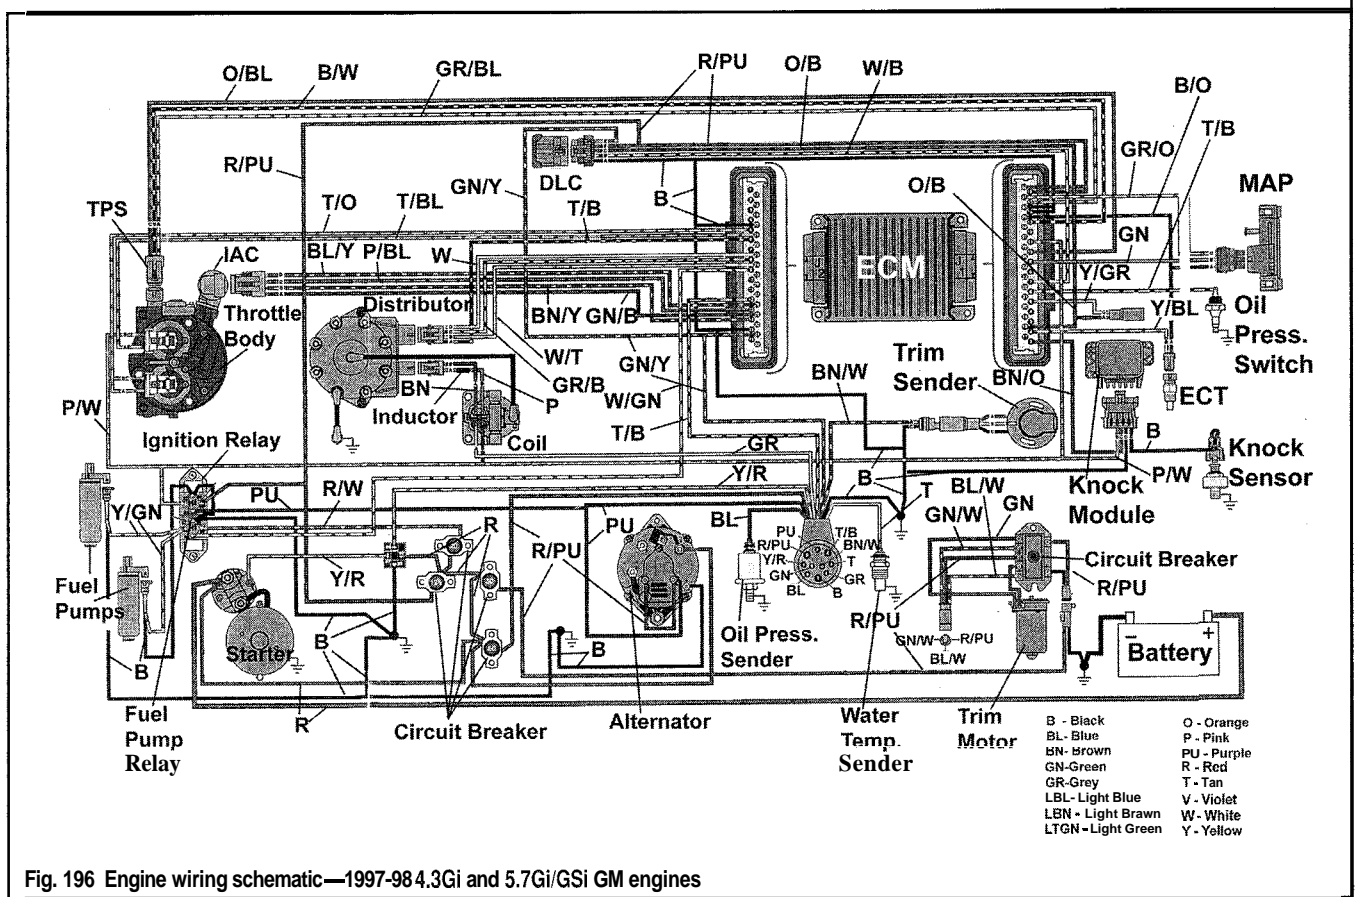 O/BL
B/W
GR/BL
R/PU
O/B
W/B
B/O
T/B
GR/O
R/PU
GN/Y
DLC
B
O/B
MAP
TPS
T/O
T/BL
T/B
IAC
BL/Y
P/BL
W
ECM
GN
Y/GR
Distributor
Throttle
Body
BN/Y
GN/B
Y/BL
Oil
Press.
Switch
W/T
GN/Y
Trim
Sender
BN/W
BN/O
BN
Inductor
P
GR/B
W/GN
P/W
ECT
Ignition Relay
Coil
T/B
GR
B
Knock
Sensor
Y/R
B
P/W
Knock
Module
PU
R/W
Y/GN
BL
T
BL/W
GN/W
GN
R
PU
R/PU
PU
R/PU
Y/R
GN
BL
T/B
BN/W
T
GR
B
Circuit Breaker
R/PU
Fuel
Pumps
Y/R
Starter
B
B
B
Oil Press.
Sender
R/PU
GN/W
R/PU
BL/W
- +
Battery
R
Fuel
Pump
Relay
Circuit Breaker
Alternator
Water
Temp.
Sender
Trim
Motor
B - Black
BL- Blue
BN- Brown
GN-Green
GR-Grey
LBL- Light Blue
LBN - Light Brawn
LTGN - Light Green
O - Orange
P - Pink
PU - Purple
R - Red
T - Tan
V - Violet
W - White
Y - Yellow
Fig. 196 Engine wiring schematic—1997-98 4.3Gi and 5.7Gi/GSi GM engines